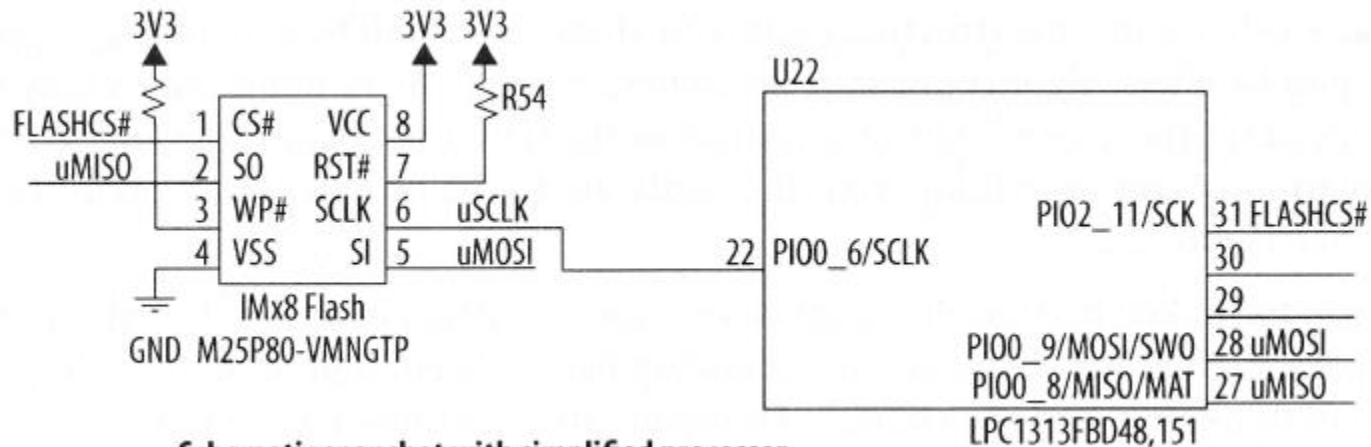 3V3 3V3 3V3
R54
U22
FLASHCS# 1 CS# VCC 8
uMISO 2 SO RST# 7
3 WP# SCLK 6 uSCLK
4 VSS SI 5 uMOSI
IMx8 Flash
GND M25P80-VMNGTP
PIO2_11/SCK 31 FLASHCS#
22 PIO0_6/SCLK
30
29
PIO0_9/MOSI/SWO 28 uMOSI
PIO0_8/MISO/MAT 27 uMISO
LPC1313FBD48,151